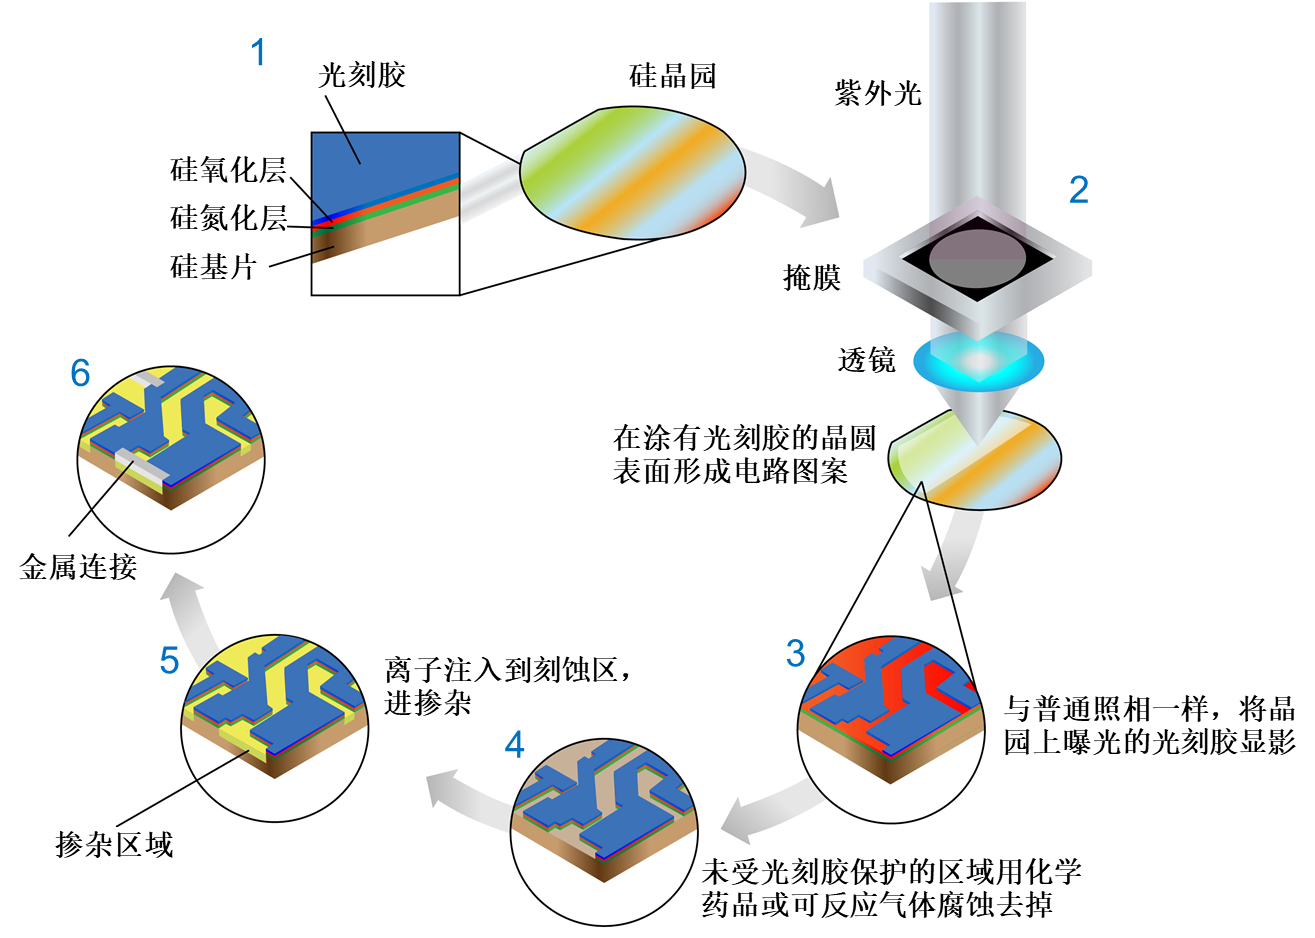 1
光刻胶
硅晶园
硅氧化层
硅氮化层
硅基片
紫外光
2
掩膜
透镜
在涂有光刻胶的晶圆
表面形成电路图案
3
与普通照相一样，将晶
园上曝光的光刻胶显影
4
未受光刻胶保护的区域用化学
药品或可反应气体腐蚀去掉
5
离子注入到刻蚀区，
进掺杂
掺杂区域
6
金属连接